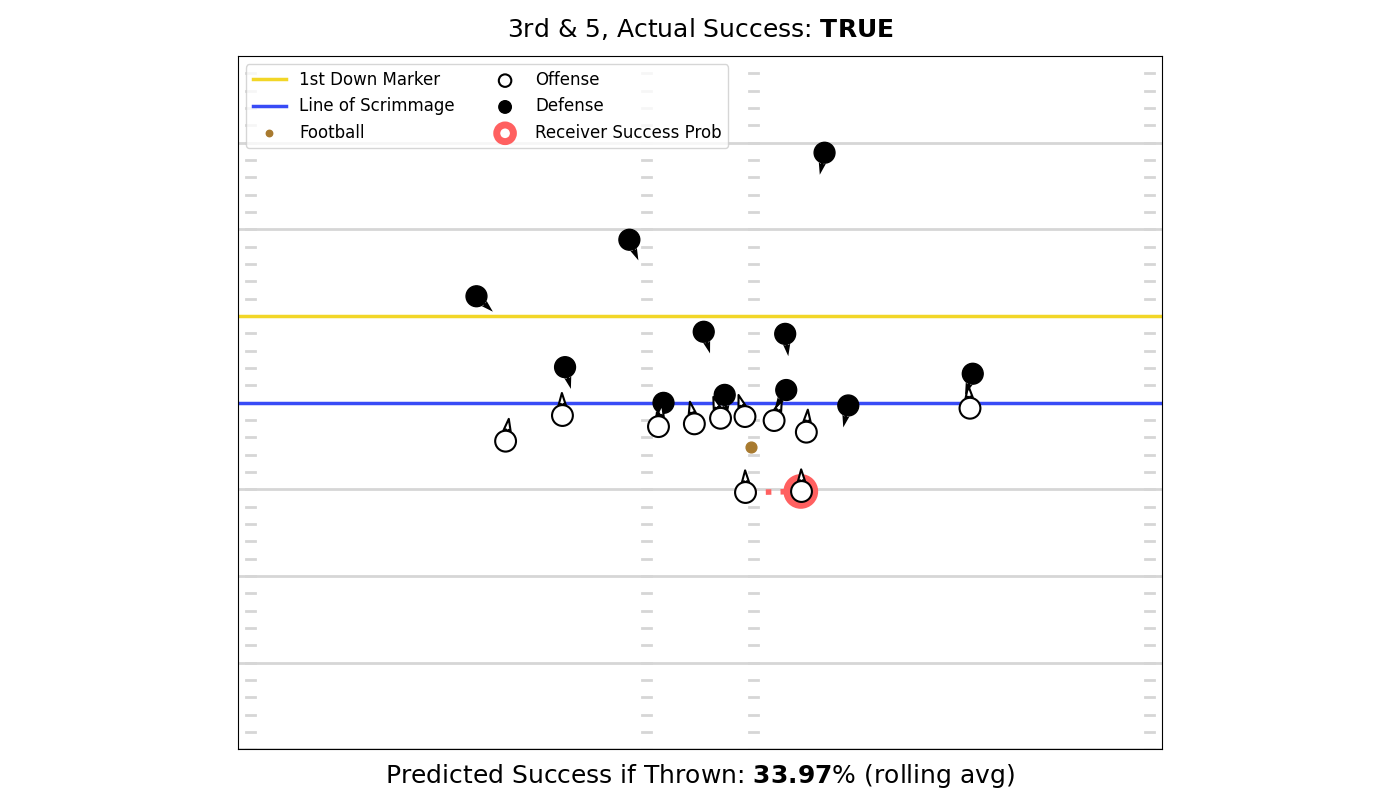 3rd & 5, Actual Success: TRUE
1st Down Marker
Line of Scrimmage
Football
Offense
Defense
Receiver Success Prob
Predicted Success if Thrown: 33.97% (rolling avg)